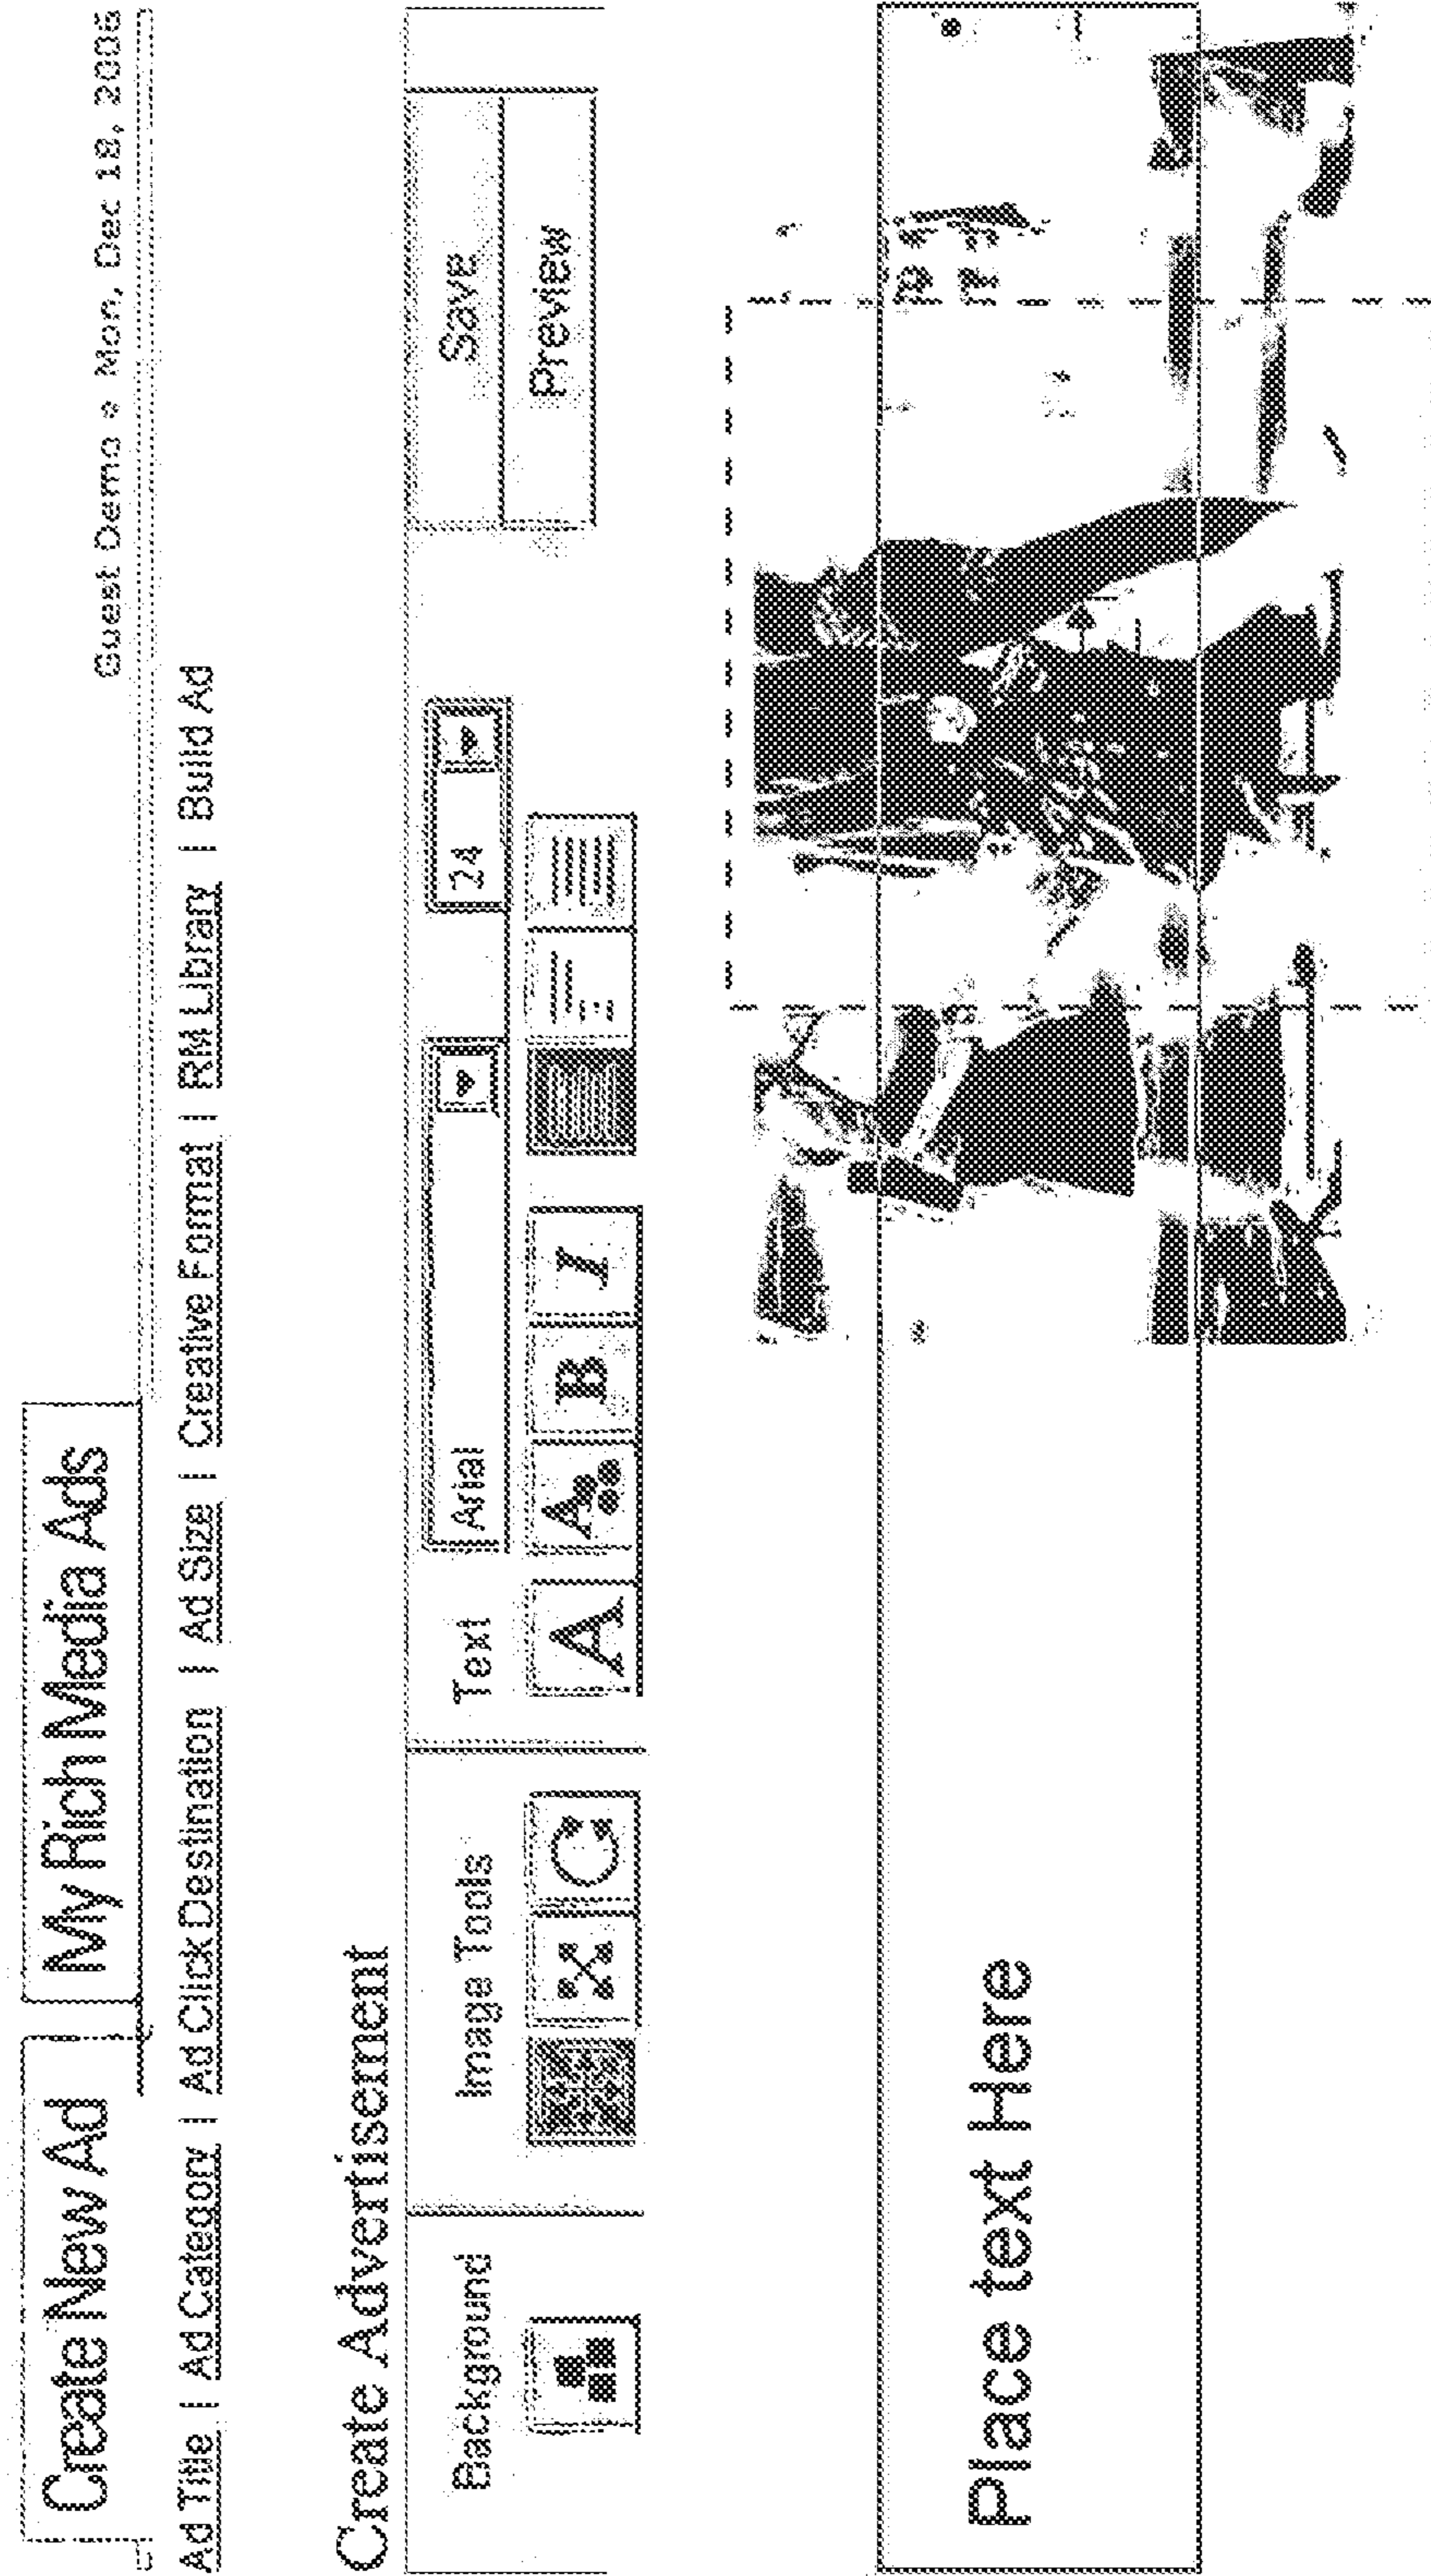 Create New Ad My Rich Media Ads
Guest Demo Mon, Dec 18, 2006
Ad Title | Ad Category | Ad Click Destination | Ad Size | Creative Format | RM Library | Build Ad
Create Advertisement
Background Image Tools Text Arial 24 Save
A A B I Preview
Place text Here